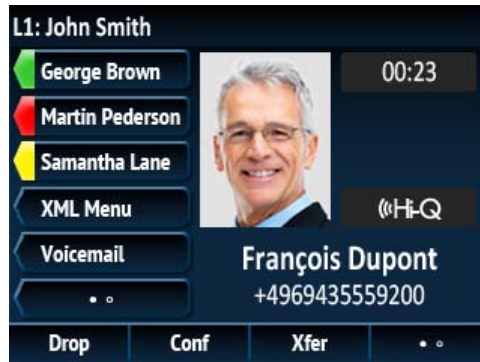 L1: John Smith
George Brown
Martin Pederson
Samantha Lane
XML Menu
Voicemail
00:23
Hi-Q
François Dupont
+4969435559200
Drop
Conf
Xfer